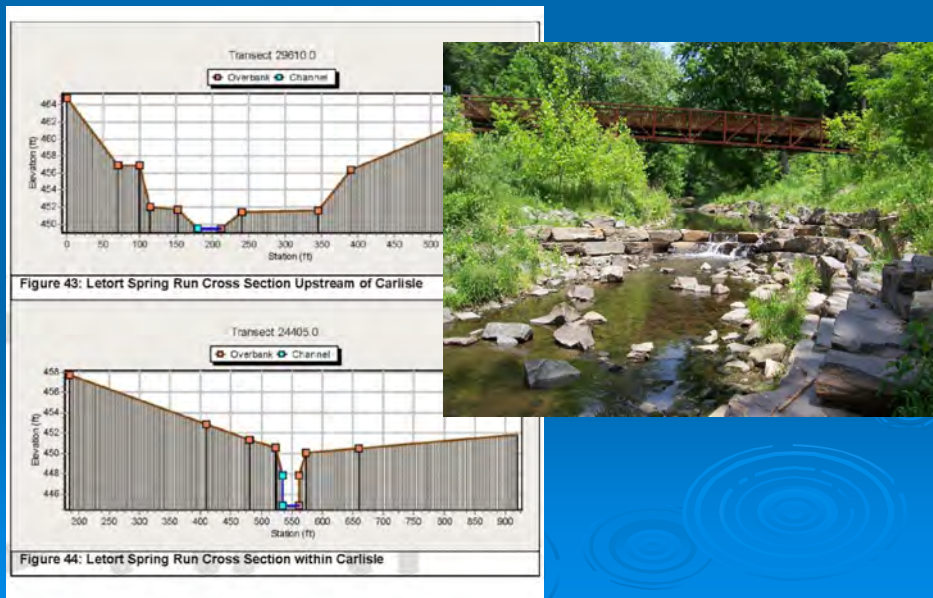 Transect 29610.0
Overbank Channel
Elevation (ft)
464
462
460
458
456
454
452
450
0 50 100 150 200 250 300 350 400 450 500
Station (ft)
Figure 43: Letort Spring Run Cross Section Upstream of Carlisle
Transect 24405.0
Overbank Channel
Elevation (ft)
458
456
454
452
450
448
446
200 250 300 350 400 450 500 550 600 650 700 750 800 850 900
Station (ft)
Figure 44: Letort Spring Run Cross Section within Carlisle